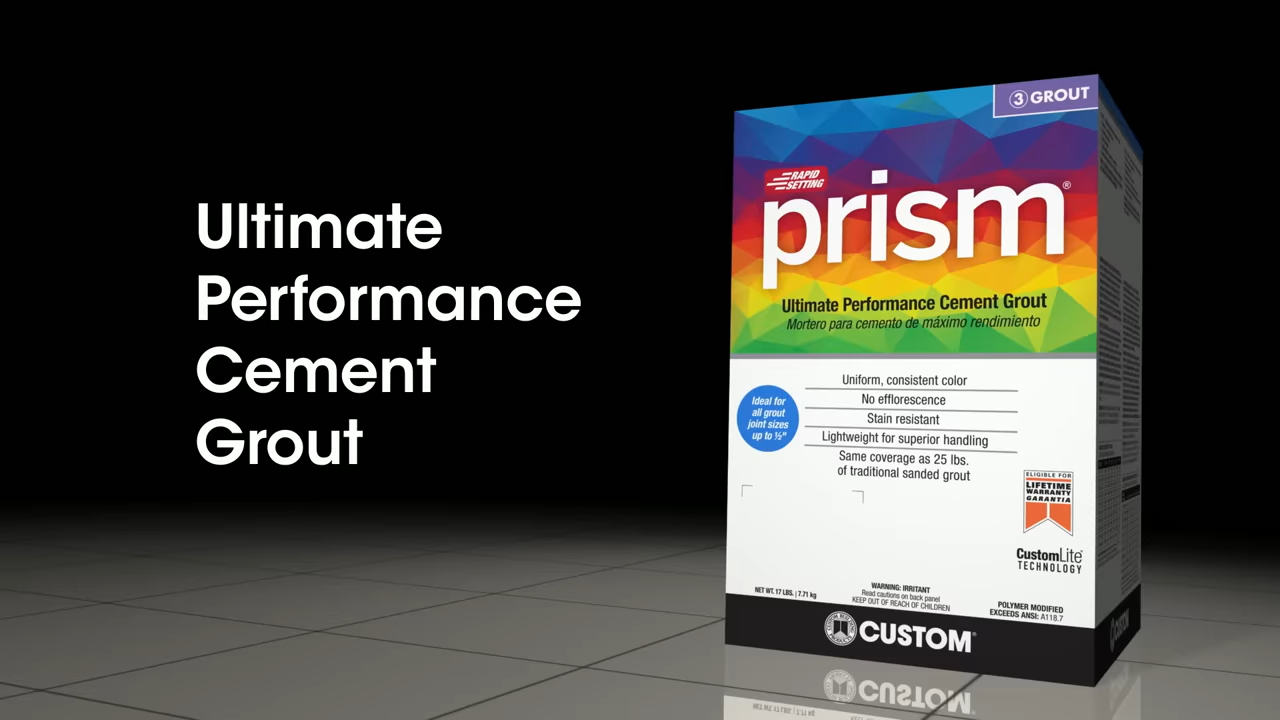 Ultimate
Performance
Cement
Grout
3 GROUT
RAPID
SETTING
prism®
Ultimate Performance Cement Grout
Mortero para cemento de máximo rendimiento
Ideal for
all grout
joint sizes
up to ½"
Uniform, consistent color
No efflorescence
Stain resistant
Lightweight for superior handling
Same coverage as 25 lbs.
of traditional sanded grout
ELIGIBLE FOR
LIFETIME
WARRANTY
GARANTIA
CustomLite
TECHNOLOGY
NET WT. 17 LBS. | 7.71 kg
WARNING: IRRITANT
Read cautions on back panel
KEEP OUT OF REACH OF CHILDREN
POLYMER MODIFIED
EXCEEDS ANSI: A118.7
CUSTOM®